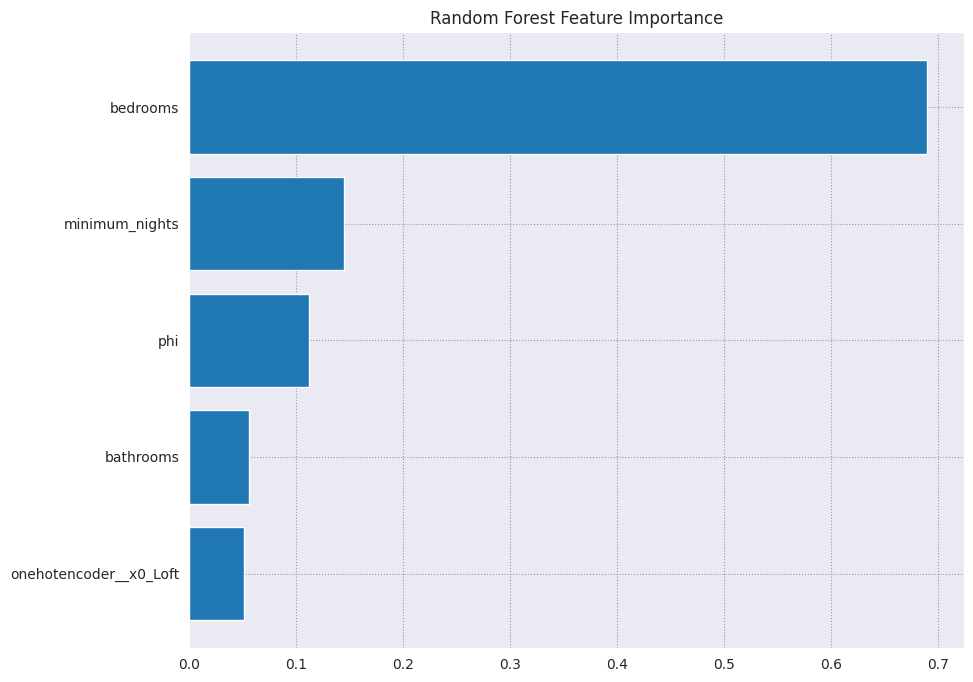 Random Forest Feature Importance
bedrooms
minimum_nights
phi
bathrooms
onehotencoder__x0_Loft
0.0 0.1 0.2 0.3 0.4 0.5 0.6 0.7